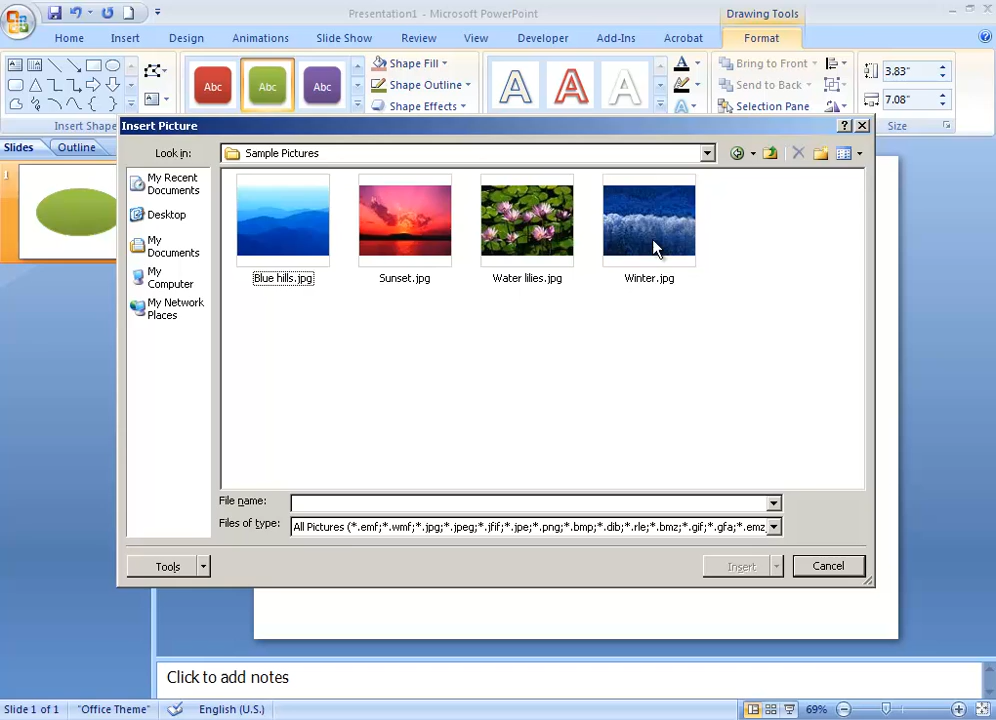 Presentation1 - Microsoft PowerPoint
Drawing Tools
Home Insert Design Animations Slide Show Review View Developer Add-Ins Acrobat Format
Abc Abc Abc
Shape Fill
Shape Outline
Shape Effects
A A A
Bring to Front
Send to Back
Selection Pane
3.83"
7.08"
Insert Shape
Size
Slides Outline
1
Insert Picture
Look in: Sample Pictures
My Recent Documents
Desktop
My Documents
My Computer
My Network Places
Blue hills.jpg Sunset.jpg Water lilies.jpg Winter.jpg
File name:
Files of type: All Pictures (*.emf;*.wmf;*.jpg;*.jpeg;*.jfif;*.jpe;*.png;*.bmp;*.dib;*.rle;*.bmz;*.gif;*.gfa;*.emz
Tools Insert Cancel
Click to add notes
Slide 1 of 1 "Office Theme" English (U.S.) 69%